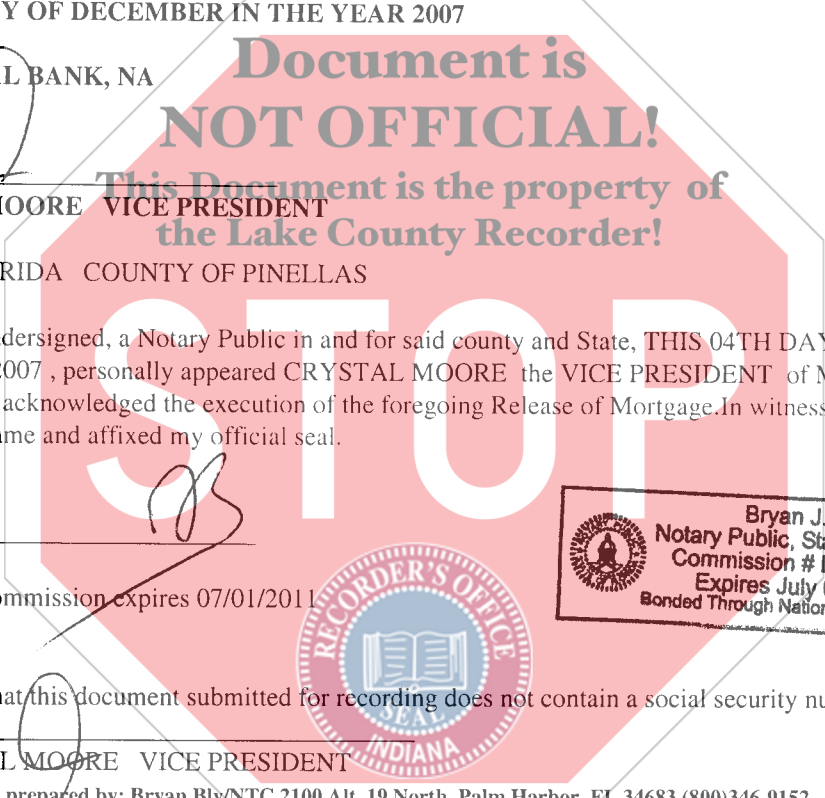 Y OF DECEMBER IN THE YEAR 2007
Document is
L BANK, NA
NOT OFFICIAL!
This Document is the property of
OORE VICE PRESIDENT
the Lake County Recorder!
RIDA COUNTY OF PINELLAS
STOP
dersigned, a Notary Public in and for said county and State, THIS 04TH DAY
2007 , personally appeared CRYSTAL MOORE the VICE PRESIDENT of M
acknowledged the execution of the foregoing Release of Mortgage.In witness
ame and affixed my official seal.
Bryan J.
Notary Public, Sta
Commission #
Expires July
Bonded Through Nation
ommission expires 07/01/2011
RECORDER'S OFFICE
SEAL
INDIANA
at this document submitted for recording does not contain a social security nu
L MOORE VICE PRESIDENT
prepared by: Bryan Bly/NTC 2100 Alt. 19 North, Palm Harbor, FL 34683 (800)346-9152